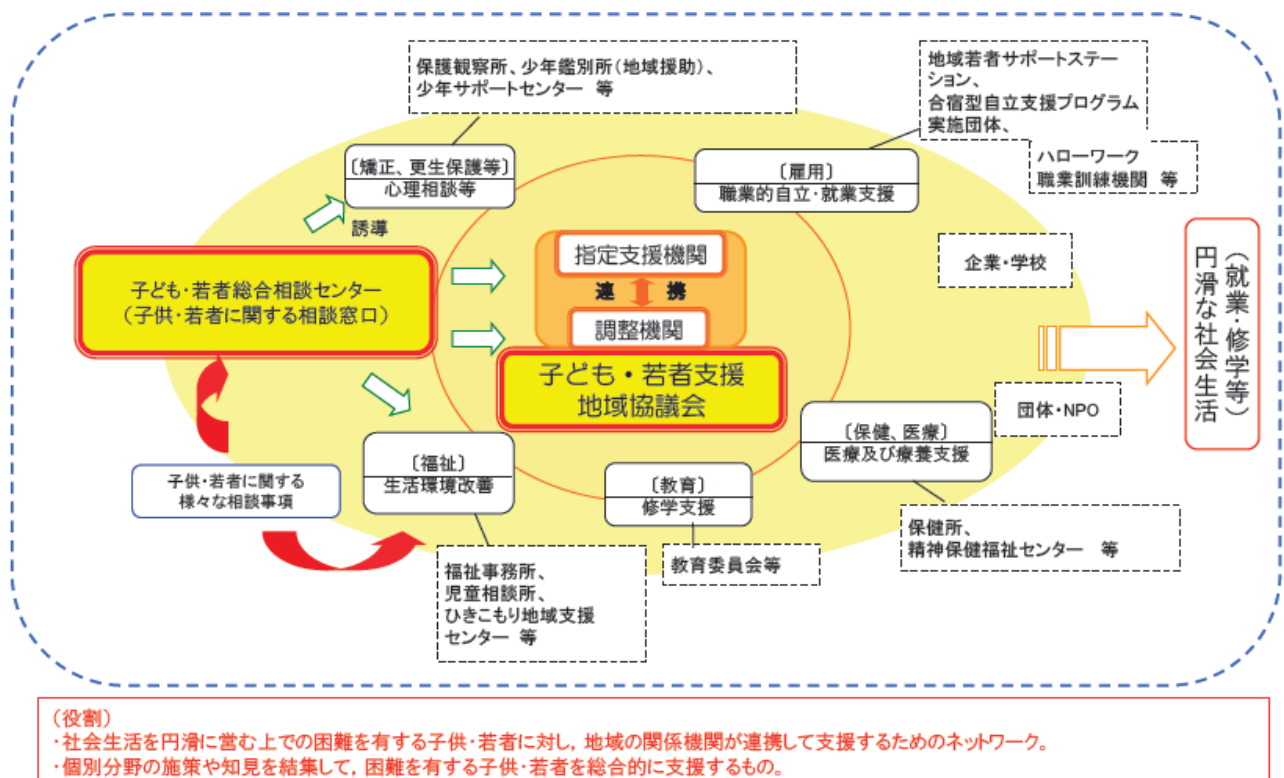 保護観察所、少年鑑別所（地域援助）、
少年サポートセンター 等
地域若者サポートステー
ション、
合宿型自立支援プログラム
実施団体、
ハローワーク
職業訓練機関 等
〔矯正、更生保護等〕
心理相談等
〔雇用〕
職業的自立・就業支援
誘導
子ども・若者総合相談センター
（子供・若者に関する相談窓口）
指定支援機関
連 携
調整機関
子ども・若者支援
地域協議会
企業・学校
団体・NPO
（就業・修学等）
円滑な社会生活
子供・若者に関する
様々な相談事項
〔福祉〕
生活環境改善
〔教育〕
修学支援
〔保健、医療〕
医療及び療養支援
福祉事務所、
児童相談所、
ひきこもり地域支援
センター 等
教育委員会等
保健所、
精神保健福祉センター 等
（役割）
・社会生活を円滑に営む上での困難を有する子供・若者に対し，地域の関係機関が連携して支援するためのネットワーク。
・個別分野の施策や知見を結集して，困難を有する子供・若者を総合的に支援するもの。